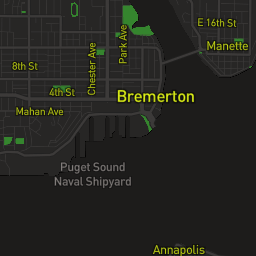 E 16th St
Park Ave
Manette
Chester Ave
8th St
4th St
Bremerton
Mahan Ave
Puget Sound
Naval Shipyard
Annapolis